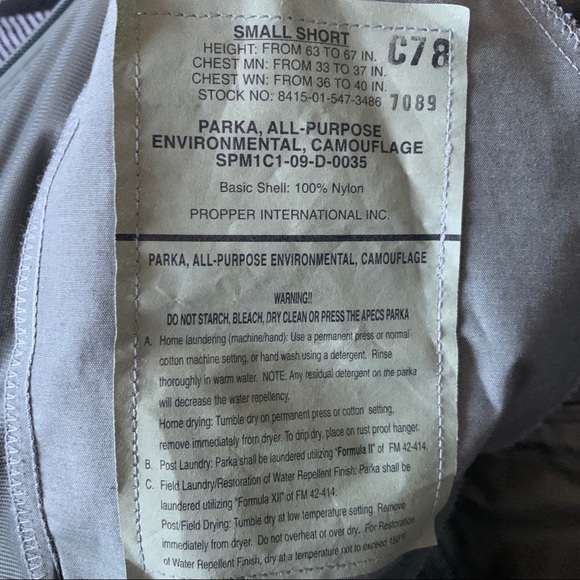 SMALL SHORT
HEIGHT: FROM 63 TO 67 IN.
CHEST MN: FROM 33 TO 37 IN.
CHEST WN: FROM 36 TO 40 IN.
STOCK NO: 8415-01-547-3486
C78
7089
PARKA, ALL-PURPOSE
ENVIRONMENTAL, CAMOUFLAGE
SPM1C1-09-D-0035
Basic Shell: 100% Nylon
PROPPER INTERNATIONAL INC.
PARKA, ALL-PURPOSE ENVIRONMENTAL, CAMOUFLAGE
WARNING!!
DO NOT STARCH, BLEACH, DRY CLEAN OR PRESS THE APECS PARKA
A. Home laundering (machine/hand): Use a permanent press or normal
cotton machine setting, or hand wash using a detergent. Rinse
thoroughly in warm water. NOTE: Any residual detergent on the parka
will decrease the water repellency.
Home drying: Tumble dry on permanent press or cotton setting,
remove immediately from dryer. To drip dry, place on rust proof hanger.
B. Post Laundry: Parka shall be laundered utilizing "Formula II" of FM 42-414.
C. Field Laundry/Restoration of Water Repellent Finish: Parka shall be
laundered utilizing "Formula XII" of FM 42-414.
Post/Field Drying: Tumble dry at low temperature setting. Remove
immediately from dryer. Do not overheat or over dry. For Restoration
of Water Repellent Finish, dry at a temperature not to exceed 150°F